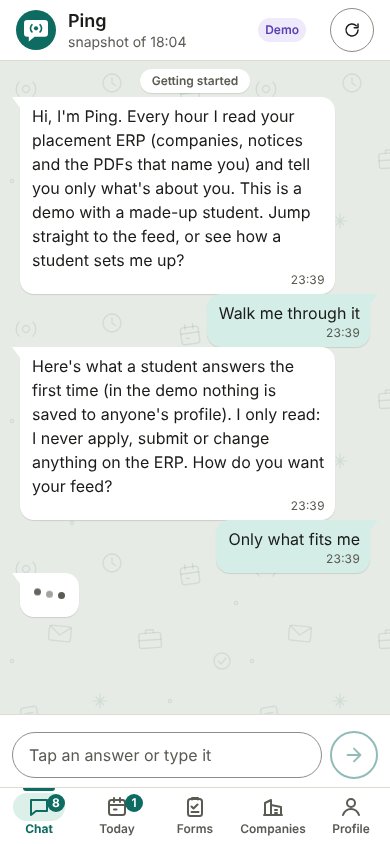 Ping
snapshot of 18:04
Demo
Getting started
Hi, I'm Ping. Every hour I read your
placement ERP (companies, notices
and the PDFs that name you) and tell
you only what's about you. This is a
demo with a made-up student. Jump
straight to the feed, or see how a
student sets me up?
23:39
Walk me through it
23:39
Here's what a student answers the
first time (in the demo nothing is
saved to anyone's profile). I only read:
I never apply, submit or change
anything on the ERP. How do you want
your feed?
23:39
Only what fits me
23:39
Tap an answer or type it
8
1
Chat
Today
Forms
Companies
Profile